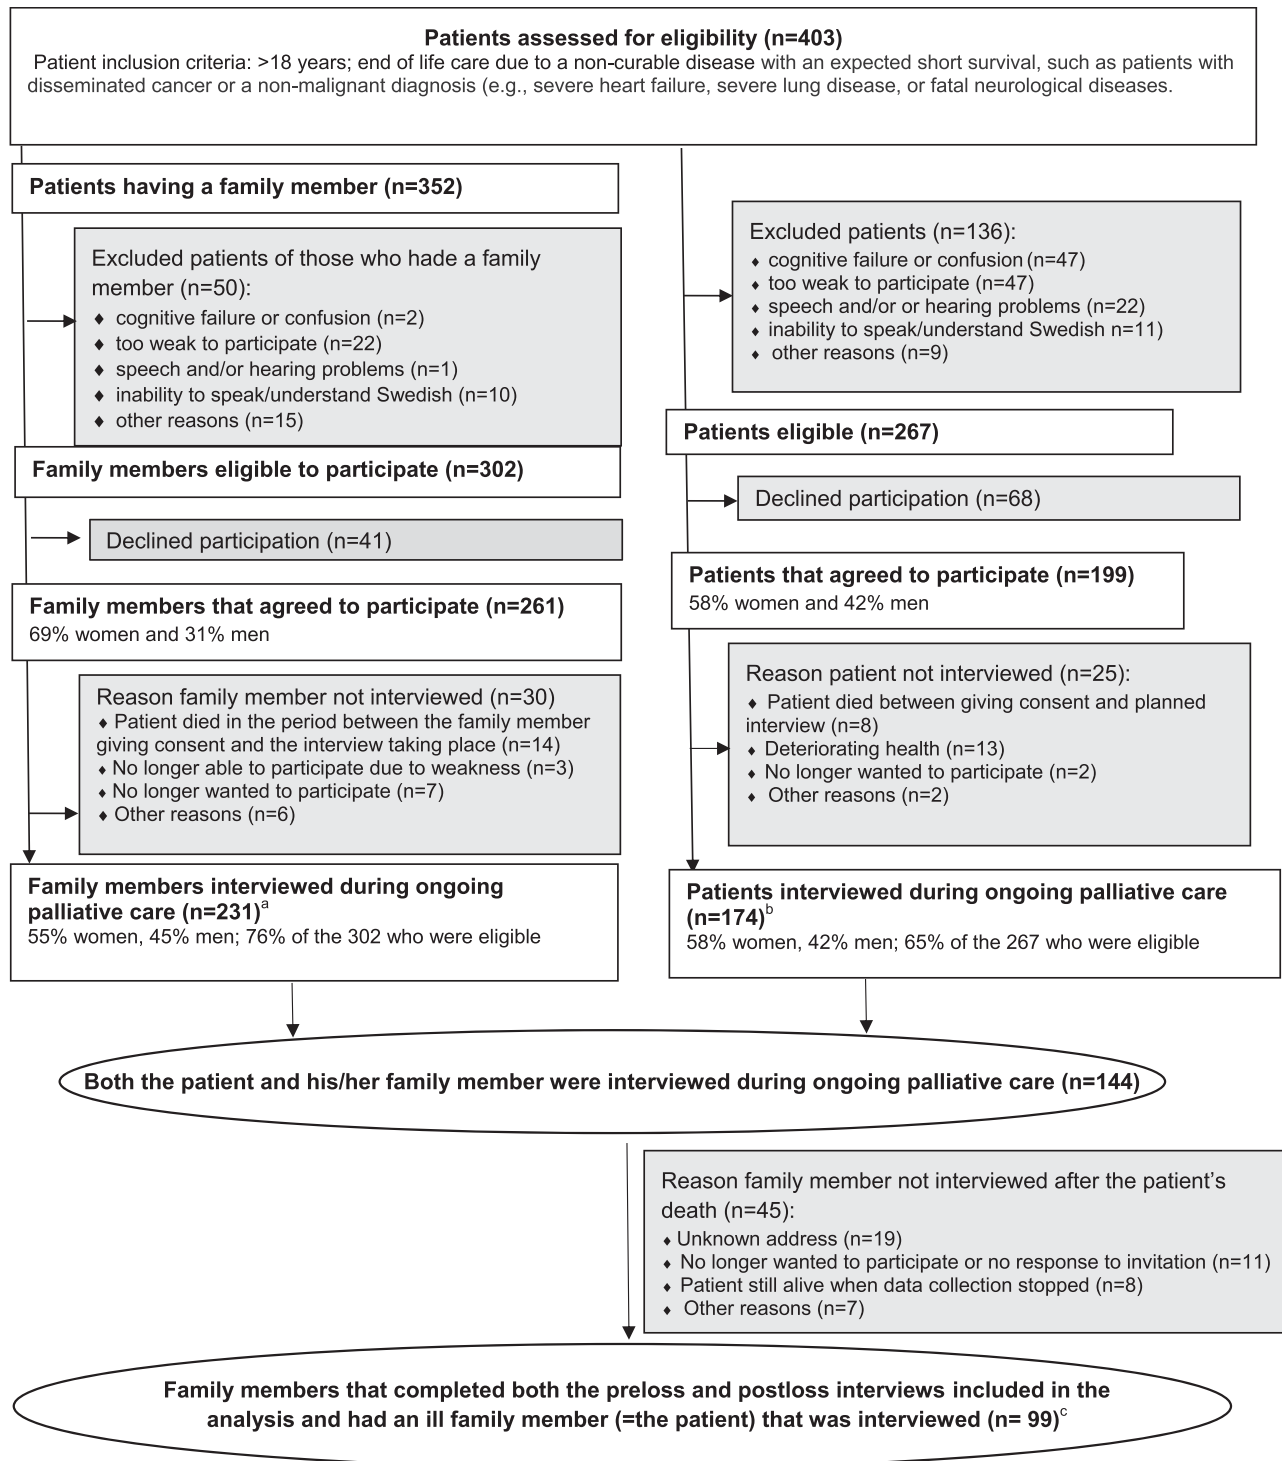 Patients assessed for eligibility (n=403)
Patient inclusion criteria: >18 years; end of life care due to a non-curable disease with an expected short survival, such as patients with
disseminated cancer or a non-malignant diagnosis (e.g., severe heart failure, severe lung disease, or fatal neurological diseases.
Patients having a family member (n=352)
Excluded patients of those who hade a family
member (n=50):
♦ cognitive failure or confusion (n=2)
♦ too weak to participate (n=22)
♦ speech and/or hearing problems (n=1)
♦ inability to speak/understand Swedish (n=10)
♦ other reasons (n=15)
Family members eligible to participate (n=302)
Declined participation (n=41)
Family members that agreed to participate (n=261)
69% women and 31% men
Reason family member not interviewed (n=30)
♦ Patient died in the period between the family member
giving consent and the interview taking place (n=14)
♦ No longer able to participate due to weakness (n=3)
♦ No longer wanted to participate (n=7)
♦ Other reasons (n=6)
Family members interviewed during ongoing
palliative care (n=231)a
55% women, 45% men; 76% of the 302 who were eligible
Excluded patients (n=136):
♦ cognitive failure or confusion (n=47)
♦ too weak to participate (n=47)
♦ speech and/or or hearing problems (n=22)
♦ inability to speak/understand Swedish n=11)
♦ other reasons (n=9)
Patients eligible (n=267)
Declined participation (n=68)
Patients that agreed to participate (n=199)
58% women and 42% men
Reason patient not interviewed (n=25):
♦ Patient died between giving consent and planned
interview (n=8)
♦ Deteriorating health (n=13)
♦ No longer wanted to participate (n=2)
♦ Other reasons (n=2)
Patients interviewed during ongoing palliative care
(n=174)b
58% women, 42% men; 65% of the 267 who were eligible
Both the patient and his/her family member were interviewed during ongoing palliative care (n=144)
Reason family member not interviewed after the patient's
death (n=45):
♦ Unknown address (n=19)
♦ No longer wanted to participate or no response to invitation (n=11)
♦ Patient still alive when data collection stopped (n=8)
♦ Other reasons (n=7)
Family members that completed both the preloss and postloss interviews included in the
analysis and had an ill family member (=the patient) that was interviewed (n= 99)c